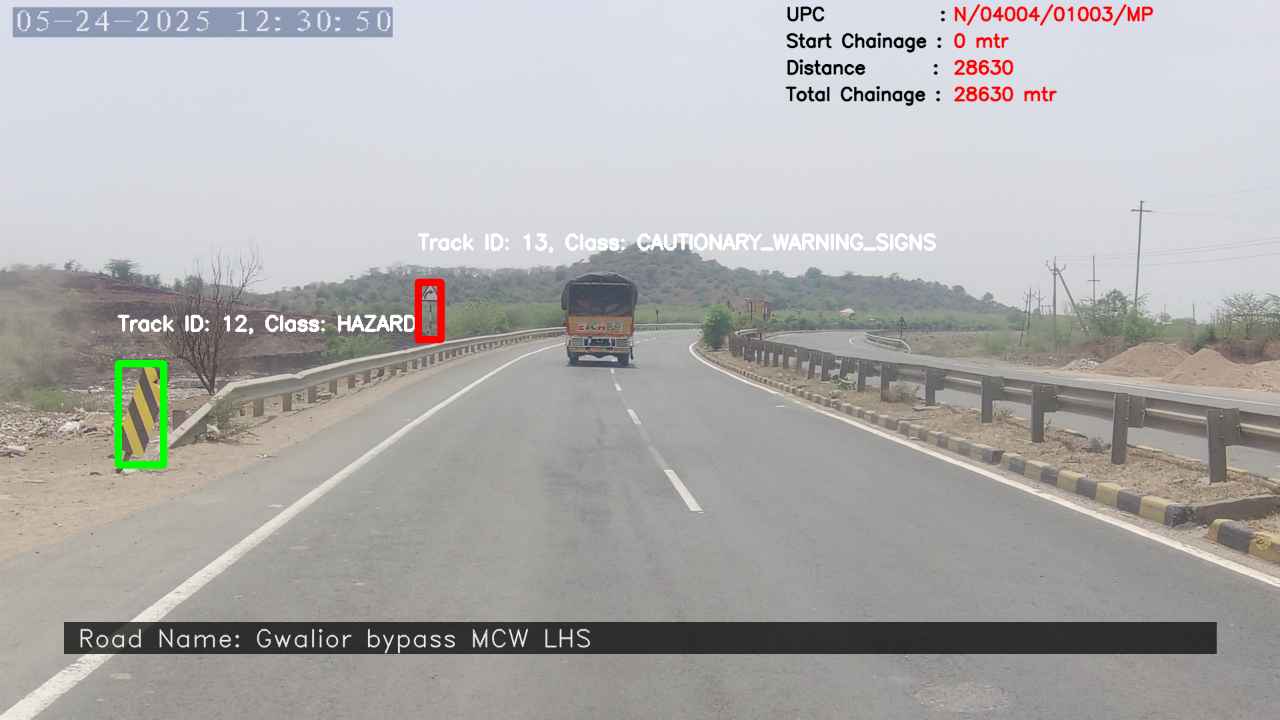 05-24-2025 12:30:50
UPC : N/04004/01003/MP
Start Chainage : 0 mtr
Distance : 28630
Total Chainage : 28630 mtr
Track ID: 13, Class: CAUTIONARY_WARNING_SIGNS
Track ID: 12, Class: HAZARD
EICHER
Road Name: Gwalior bypass MCW LHS